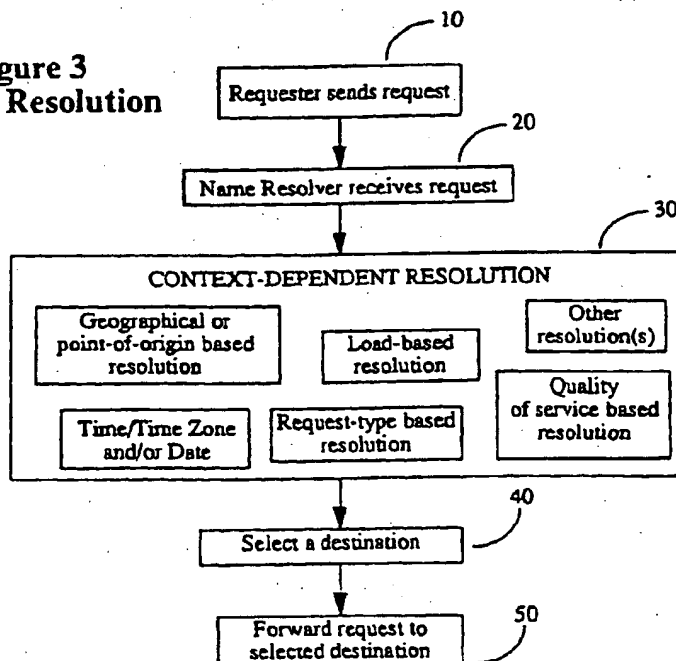 gure 3
Resolution
10
Requester sends request
20
Name Resolver receives request
30
CONTEXT-DEPENDENT RESOLUTION
Geographical or
point-of-origin based
resolution
Load-based
resolution
Other
resolution(s)
Time/Time Zone
and/or Date
Request-type based
resolution
Quality
of service based
resolution
40
Select a destination
50
Forward request to
selected destination